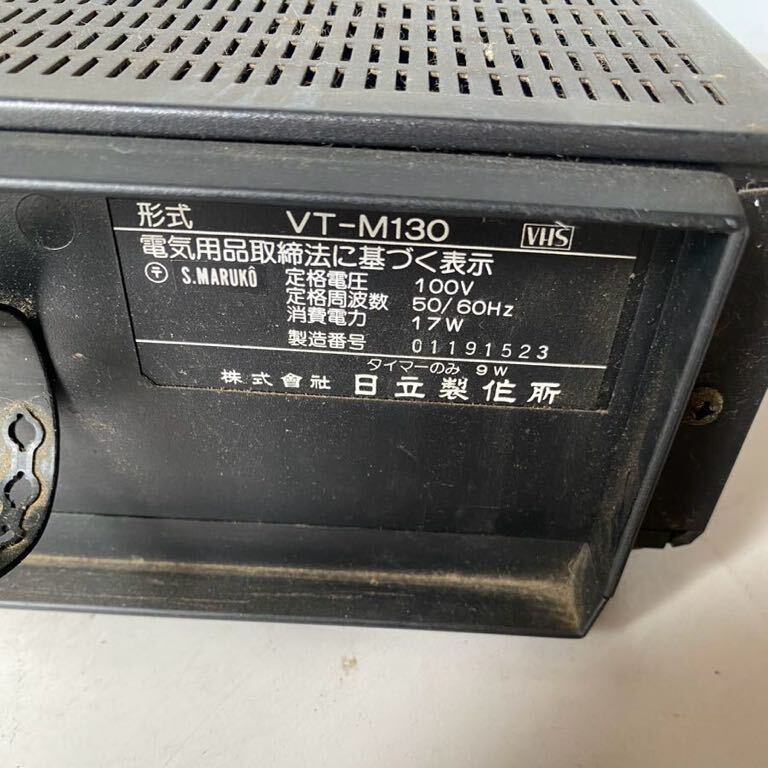 形式 VT-M130 VHS
電気用品取締法に基づく表示
〒 S.MARUKÔ 定格電圧 100V
定格周波数 50/60Hz
消費電力 17W
製造番号 01191523
タイマーのみ 9W
株式會社 日立製作所